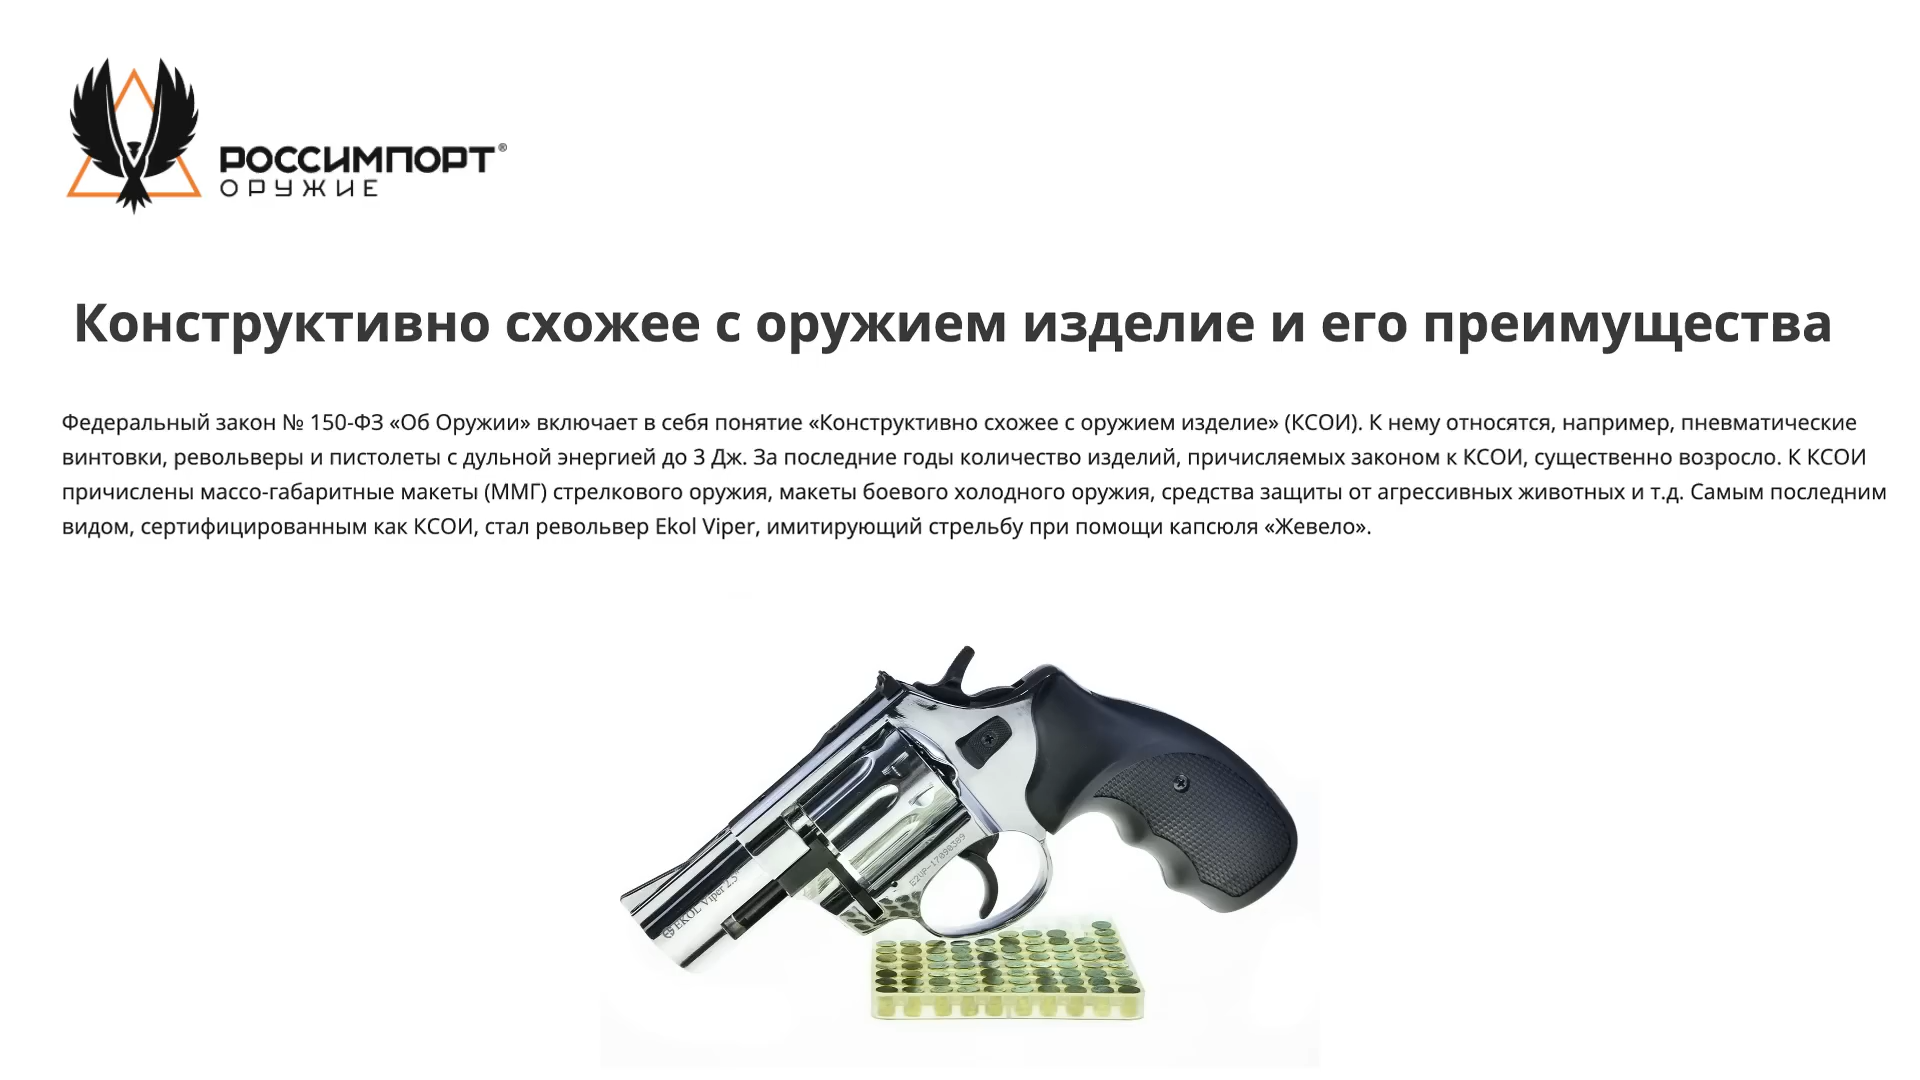 РОССИМПОРТ®
ОРУЖИЕ
Конструктивно схожее с оружием изделие и его преимущества
Федеральный закон № 150-ФЗ «Об Оружии» включает в себя понятие «Конструктивно схожее с оружием изделие» (КСОИ). К нему относятся, например, пневматические
винтовки, револьверы и пистолеты с дульной энергией до 3 Дж. За последние годы количество изделий, причисляемых законом к КСОИ, существенно возросло. К КСОИ
причислены массо-габаритные макеты (ММГ) стрелкового оружия, макеты боевого холодного оружия, средства защиты от агрессивных животных и т.д. Самым последним
видом, сертифицированным как КСОИ, стал револьвер Ekol Viper, имитирующий стрельбу при помощи капсюля «Жевело».
EKOL Viper 2,5"
E2VP-17090309